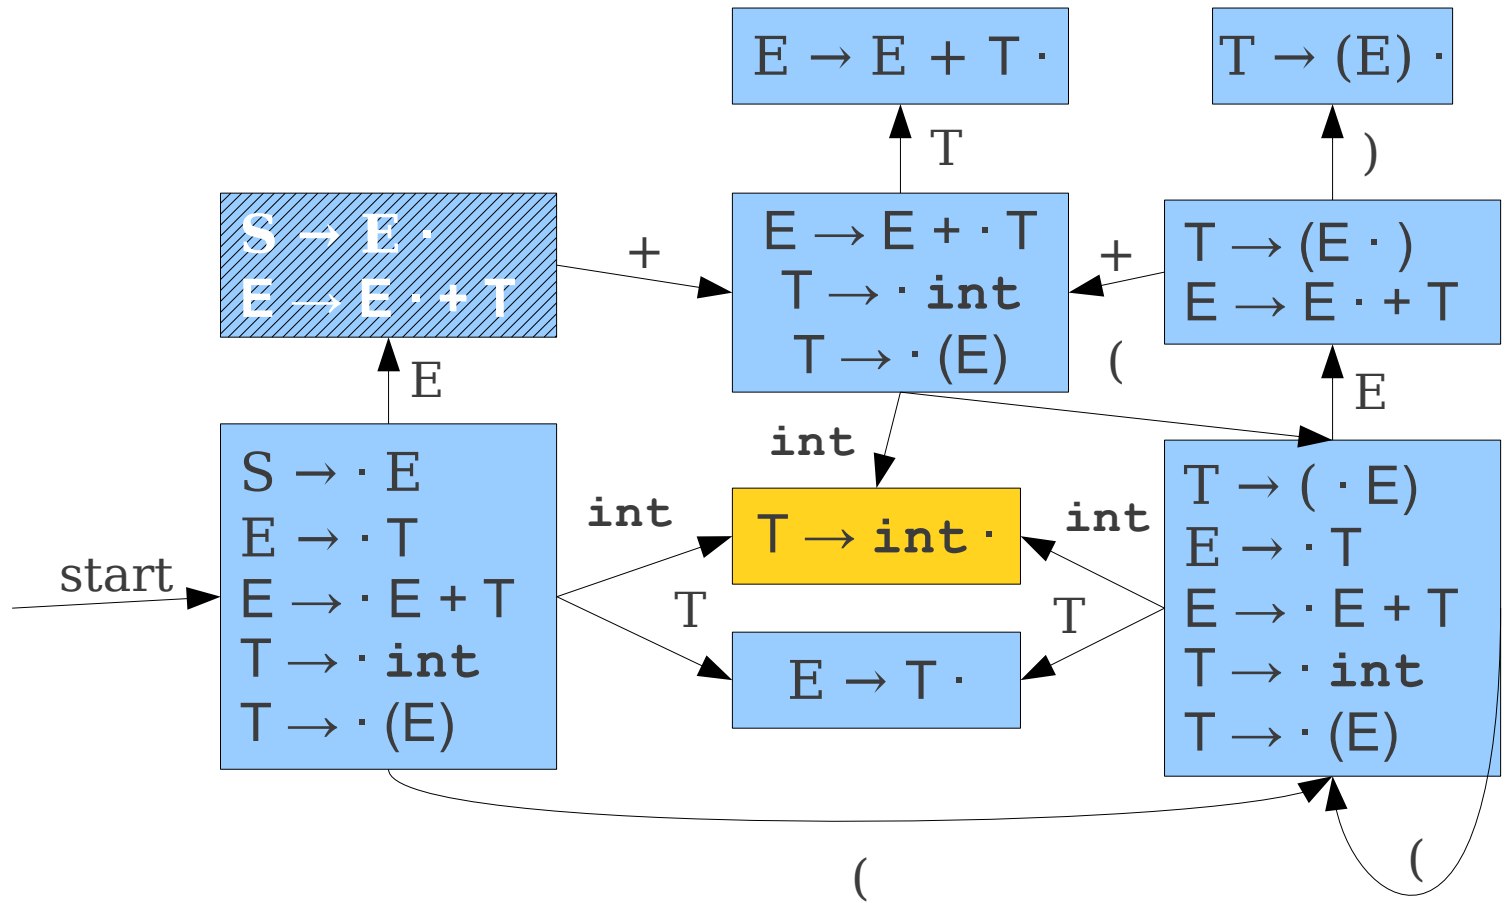 E → E + T ·
T → (E) ·
T
)
S → E ·
E → E · + T
+
E → E + · T
T → · int
T → · (E)
+
T → (E · )
E → E · + T
(
E
E
int
S → · E
E → · T
E → · E + T
T → · int
T → · (E)
start
int
T → int ·
int
T
E → T ·
T
T → ( · E)
E → · T
E → · E + T
T → · int
T → · (E)
(
(